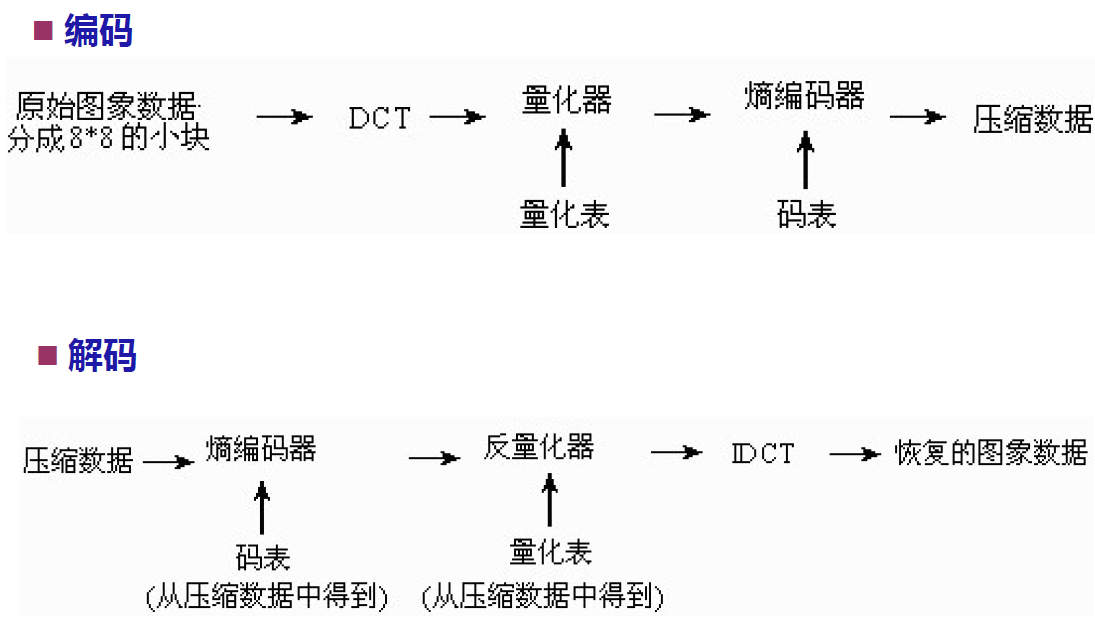 编码
原始图象数据
分成8*8的小块
DCT
量化器
熵编码器
压缩数据
量化表
码表
解码
压缩数据
熵编码器
反量化器
IDCT
恢复的图象数据
码表
量化表
(从压缩数据中得到)
(从压缩数据中得到)